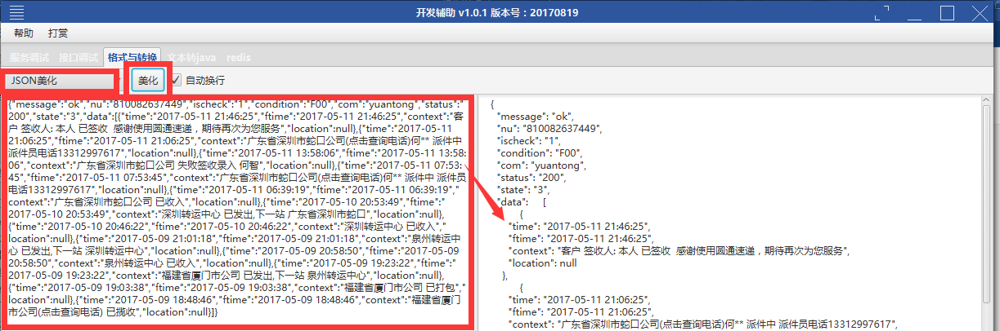 开发辅助 v1.0.1 版本号：20170819
帮助 打赏
服务调试 接口调试 格式与转换 文本转java redis
JSON美化 美化 自动换行
{"message":"ok","nu":"810082637449","ischeck":"1","condition":"F00","com":"yuantong","status":"
200","state":"3","data":[{"time":"2017-05-11 21:46:25","ftime":"2017-05-11 21:46:25","context":"客
户 签收人: 本人 已签收  感谢使用圆通速递，期待再次为您服务","location":null},{"time":"2017-05-11
21:06:25","ftime":"2017-05-11 21:06:25","context":"广东省深圳市蛇口公司(点击查询电话)何** 派件中
派件员电话13312997617","location":null},{"time":"2017-05-11 13:58:06","ftime":"2017-05-11 13:58:
06","context":"广东省深圳市蛇口公司 失败签收录入 何智","location":null},{"time":"2017-05-11 07:53:
45","ftime":"2017-05-11 07:53:45","context":"广东省深圳市蛇口公司(点击查询电话)何** 派件中 派件员
电话13312997617","location":null},{"time":"2017-05-11 06:39:19","ftime":"2017-05-11 06:39:19","
context":"广东省深圳市蛇口公司 已收入","location":null},{"time":"2017-05-10 20:53:49","ftime":"
2017-05-10 20:53:49","context":"深圳转运中心 已发出,下一站 广东省深圳市蛇口","location":null},
{"time":"2017-05-10 20:46:22","ftime":"2017-05-10 20:46:22","context":"深圳转运中心 已收入","
location":null},{"time":"2017-05-09 21:01:18","ftime":"2017-05-09 21:01:18","context":"泉州转运中
心 已发出,下一站 深圳转运中心","location":null},{"time":"2017-05-09 20:58:50","ftime":"2017-05-09
20:58:50","context":"泉州转运中心 已收入","location":null},{"time":"2017-05-09 19:23:22","ftime":"
2017-05-09 19:23:22","context":"福建省厦门市公司 已发出,下一站 泉州转运中心","location":null},
{"time":"2017-05-09 19:03:38","ftime":"2017-05-09 19:03:38","context":"福建省厦门市公司 已打包","
location":null},{"time":"2017-05-09 18:48:46","ftime":"2017-05-09 18:48:46","context":"福建省厦门
市公司(点击查询电话) 已揽收","location":null}]}
{
"message": "ok",
"nu": "810082637449",
"ischeck": "1",
"condition": "F00",
"com": "yuantong",
"status": "200",
"state": "3",
"data": [
{
"time": "2017-05-11 21:46:25",
"ftime": "2017-05-11 21:46:25",
"context": "客户 签收人: 本人 已签收  感谢使用圆通速递，期待再次为您服务",
"location": null
},
{
"time": "2017-05-11 21:06:25",
"ftime": "2017-05-11 21:06:25",
"context": "广东省深圳市蛇口公司(点击查询电话)何** 派件中 派件员电话13312997617",